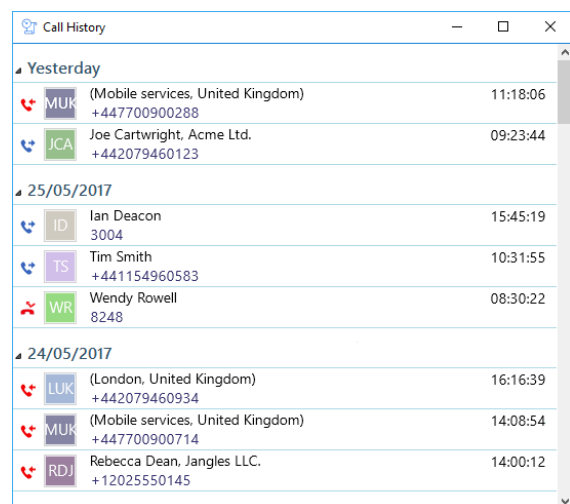 Call History
Yesterday
MUK
(Mobile services, United Kingdom)
11:18:06
+447700900288
JCA
Joe Cartwright, Acme Ltd.
09:23:44
+442079460123
25/05/2017
ID
Ian Deacon
15:45:19
3004
TS
Tim Smith
10:31:55
+441154960583
WR
Wendy Rowell
08:30:22
8248
24/05/2017
LUK
(London, United Kingdom)
16:16:39
+442079460934
MUK
(Mobile services, United Kingdom)
14:08:54
+447700900714
RDJ
Rebecca Dean, Jangles LLC.
14:00:12
+12025550145